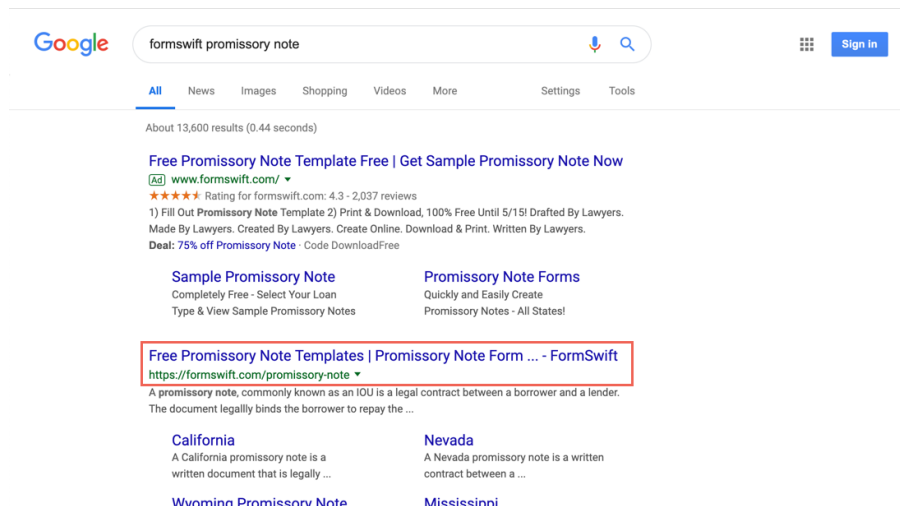 Google
formswift promissory note
Sign in
All News Images Shopping Videos More Settings Tools
About 13,600 results (0.44 seconds)
Free Promissory Note Template Free | Get Sample Promissory Note Now
Ad www.formswift.com/
Rating for formswift.com: 4.3 - 2,037 reviews
1) Fill Out Promissory Note Template 2) Print & Download, 100% Free Until 5/15! Drafted By Lawyers.
Made By Lawyers. Created By Lawyers. Create Online. Download & Print. Written By Lawyers.
Deal: 75% off Promissory Note · Code DownloadFree
Sample Promissory Note
Completely Free - Select Your Loan
Type & View Sample Promissory Notes
Promissory Note Forms
Quickly and Easily Create
Promissory Notes - All States!
Free Promissory Note Templates | Promissory Note Form ... - FormSwift
https://formswift.com/promissory-note
A promissory note, commonly known as an IOU is a legal contract between a borrower and a lender.
The document legallly binds the borrower to repay the ...
California
A California promissory note is a
written document that is legally ...
Nevada
A Nevada promissory note is a written
contract between a ...
Wyoming Promissory Note
Mississippi